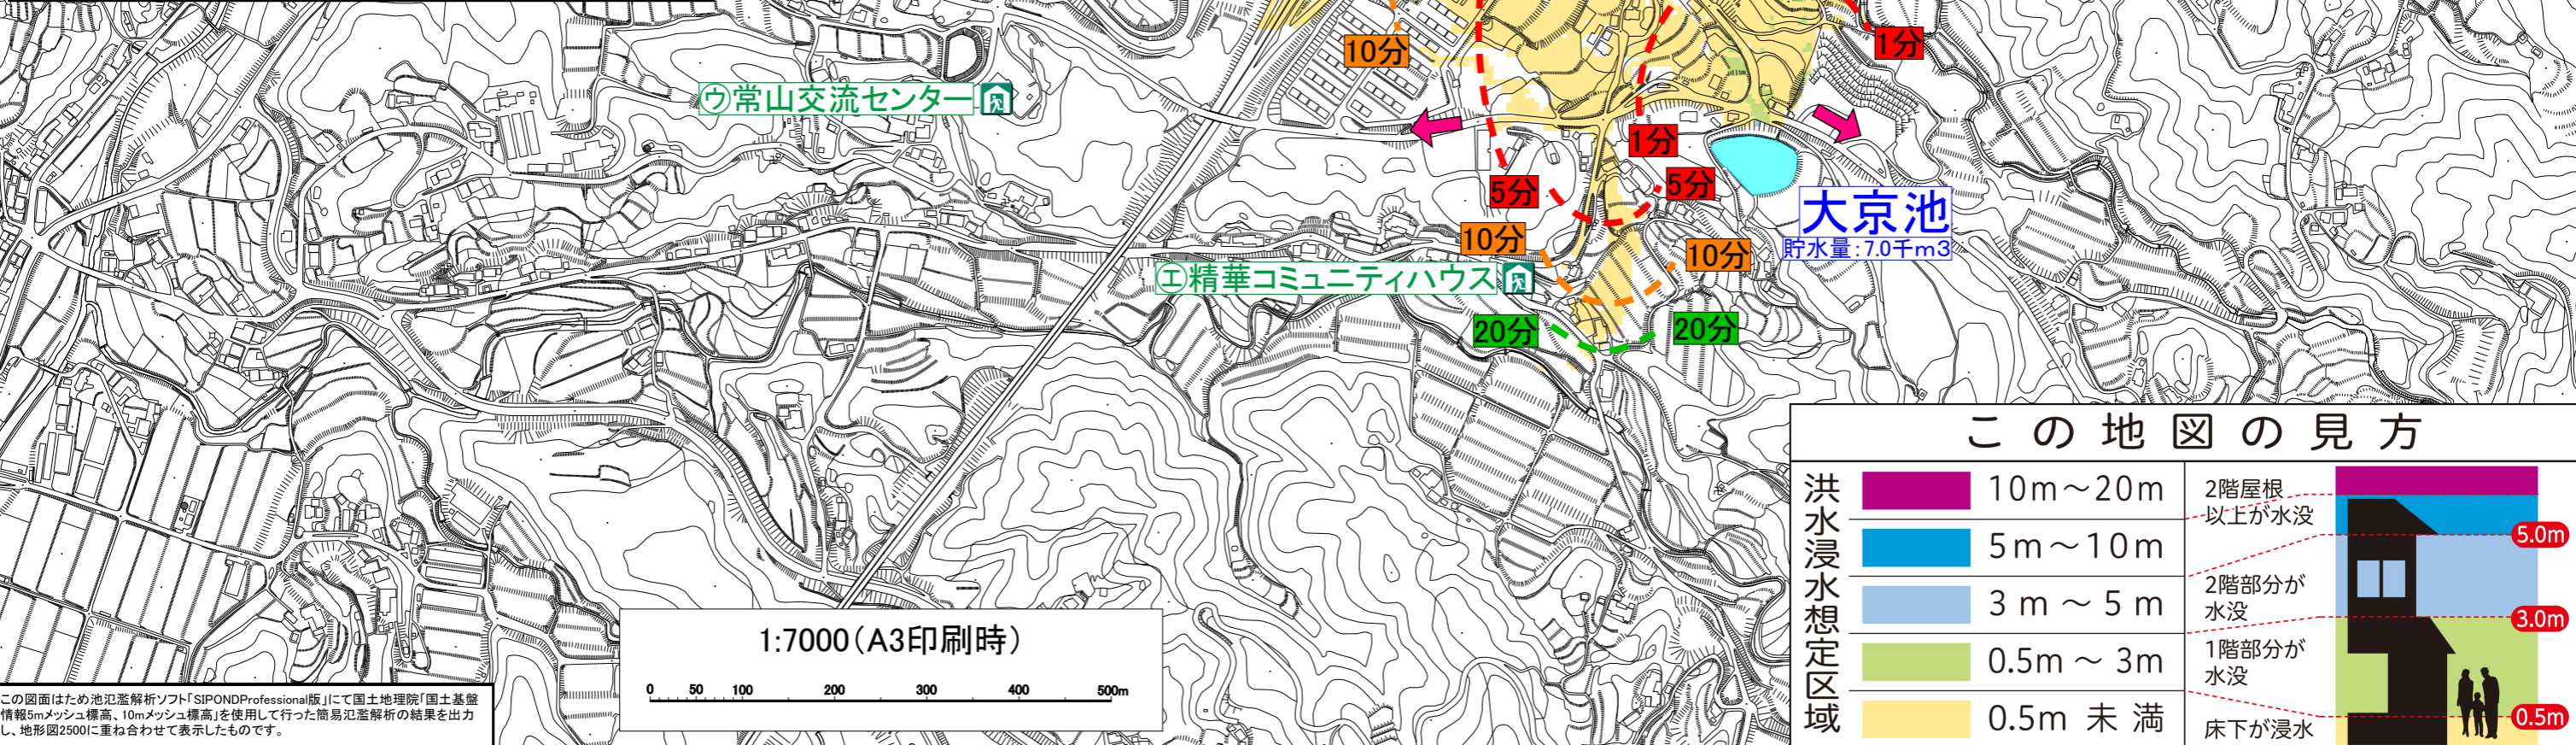 10分
1分
㋒常山交流センター
1分
5分
5分
大京池
貯水量:7.0千m3
10分
10分
㋓精華コミュニティハウス
20分
20分
この地図の見方
洪水浸水想定区域
10m～20m
5m～10m
3m～5m
0.5m～3m
0.5m 未満
2階屋根
以上が水没
2階部分が
水没
1階部分が
水没
床下が浸水
5.0m
3.0m
0.5m
1:7000(A3印刷時)
0 50 100 200 300 400 500m
この図面はため池氾濫解析ソフト「SIPONDProfessional版」にて国土地理院「国土基盤
情報5mメッシュ標高、10mメッシュ標高」を使用して行った簡易氾濫解析の結果を出力
し、地形図2500に重ね合わせて表示したものです。